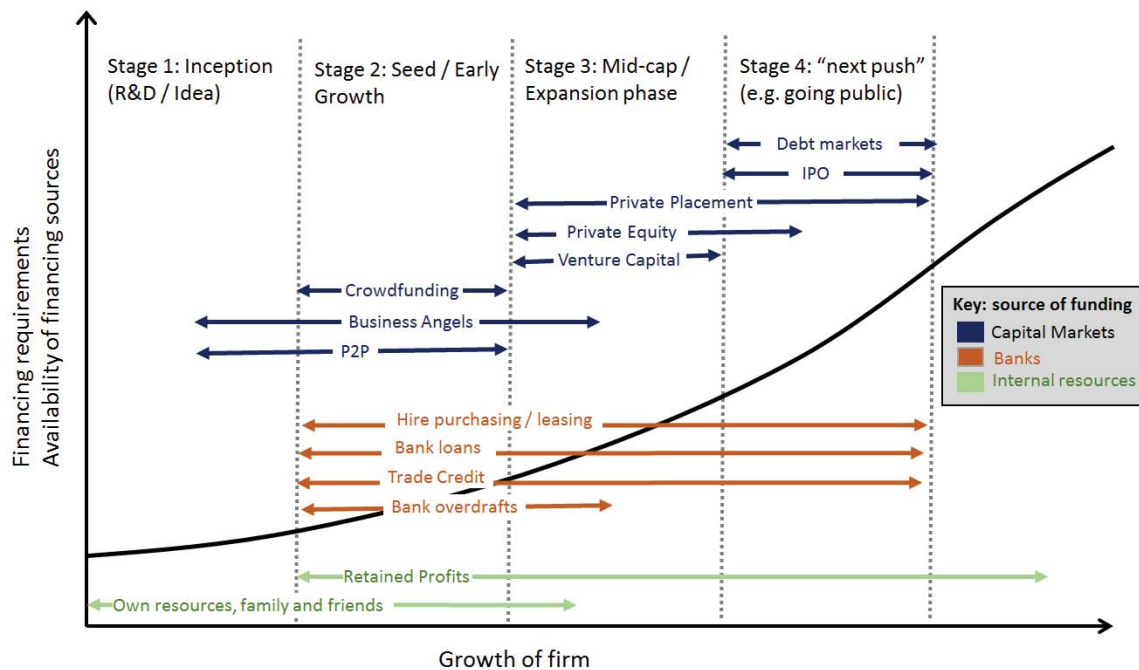 Stage 1: Inception
(R&D / Idea)
Stage 2: Seed / Early
Growth
Stage 3: Mid-cap /
Expansion phase
Stage 4: “next push”
(e.g. going public)
Debt markets
IPO
Private Placement
Private Equity
Venture Capital
Crowdfunding
Business Angels
P2P
Hire purchasing / leasing
Bank loans
Trade Credit
Bank overdrafts
Retained Profits
Own resources, family and friends
Key: source of funding
Capital Markets
Banks
Internal resources
Financing requirements
Availability of financing sources
Growth of firm